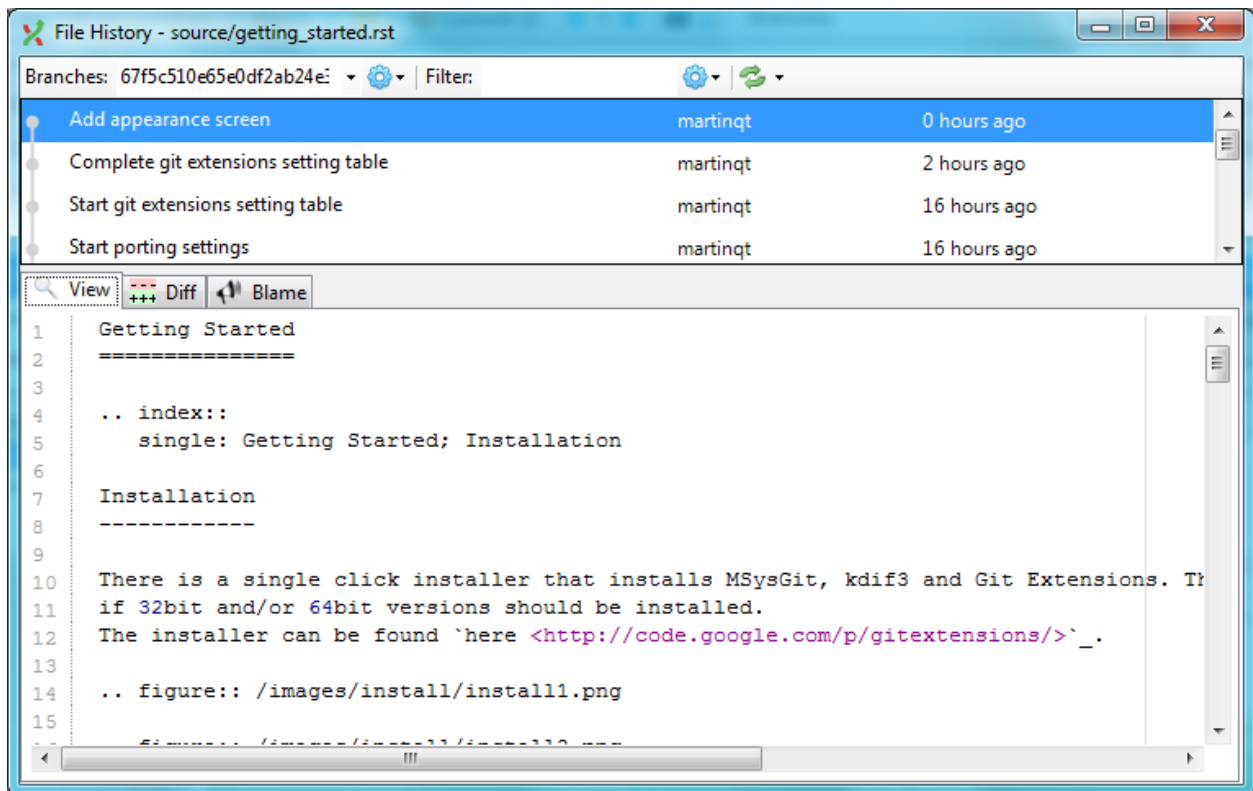 File History - source/getting_started.rst
Branches: 67f5c510e65e0df2ab24e: Filter:
Add appearance screen martinqt 0 hours ago
Complete git extensions setting table martinqt 2 hours ago
Start git extensions setting table martinqt 16 hours ago
Start porting settings martinqt 16 hours ago
View Diff Blame
1 Getting Started
2 ===============
3
4 .. index::
5 single: Getting Started; Installation
6
7 Installation
8 ------------
9
10 There is a single click installer that installs MSysGit, kdif3 and Git Extensions. Th
11 if 32bit and/or 64bit versions should be installed.
12 The installer can be found `here <http://code.google.com/p/gitextensions/>`_.
13
14 .. figure:: /images/install/install1.png
15